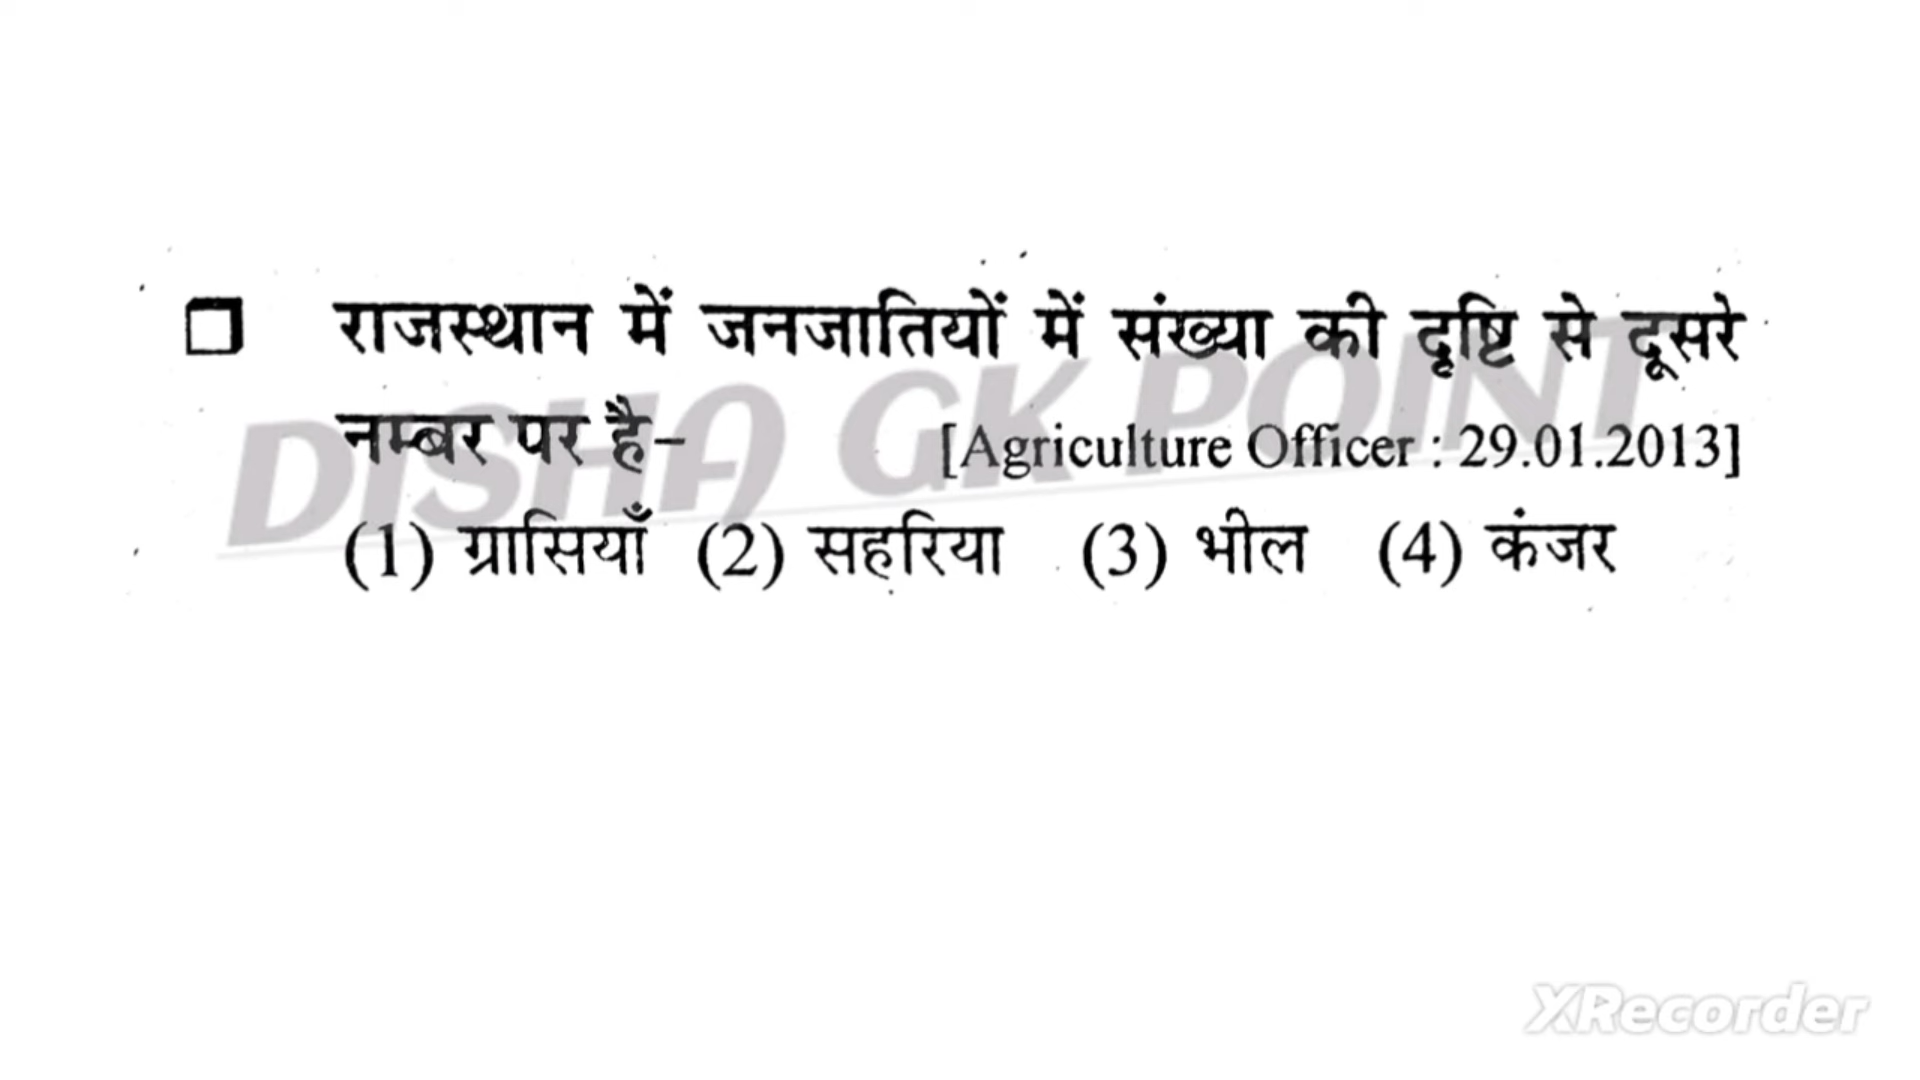 राजस्थान में जनजातियों में संख्या की दृष्टि से दूसरे
नम्बर पर है– [Agriculture Officer : 29.01.2013]
(1) ग्रासियाँ (2) सहरिया (3) भील (4) कंजर
DISHA GK POINT
XRecorder